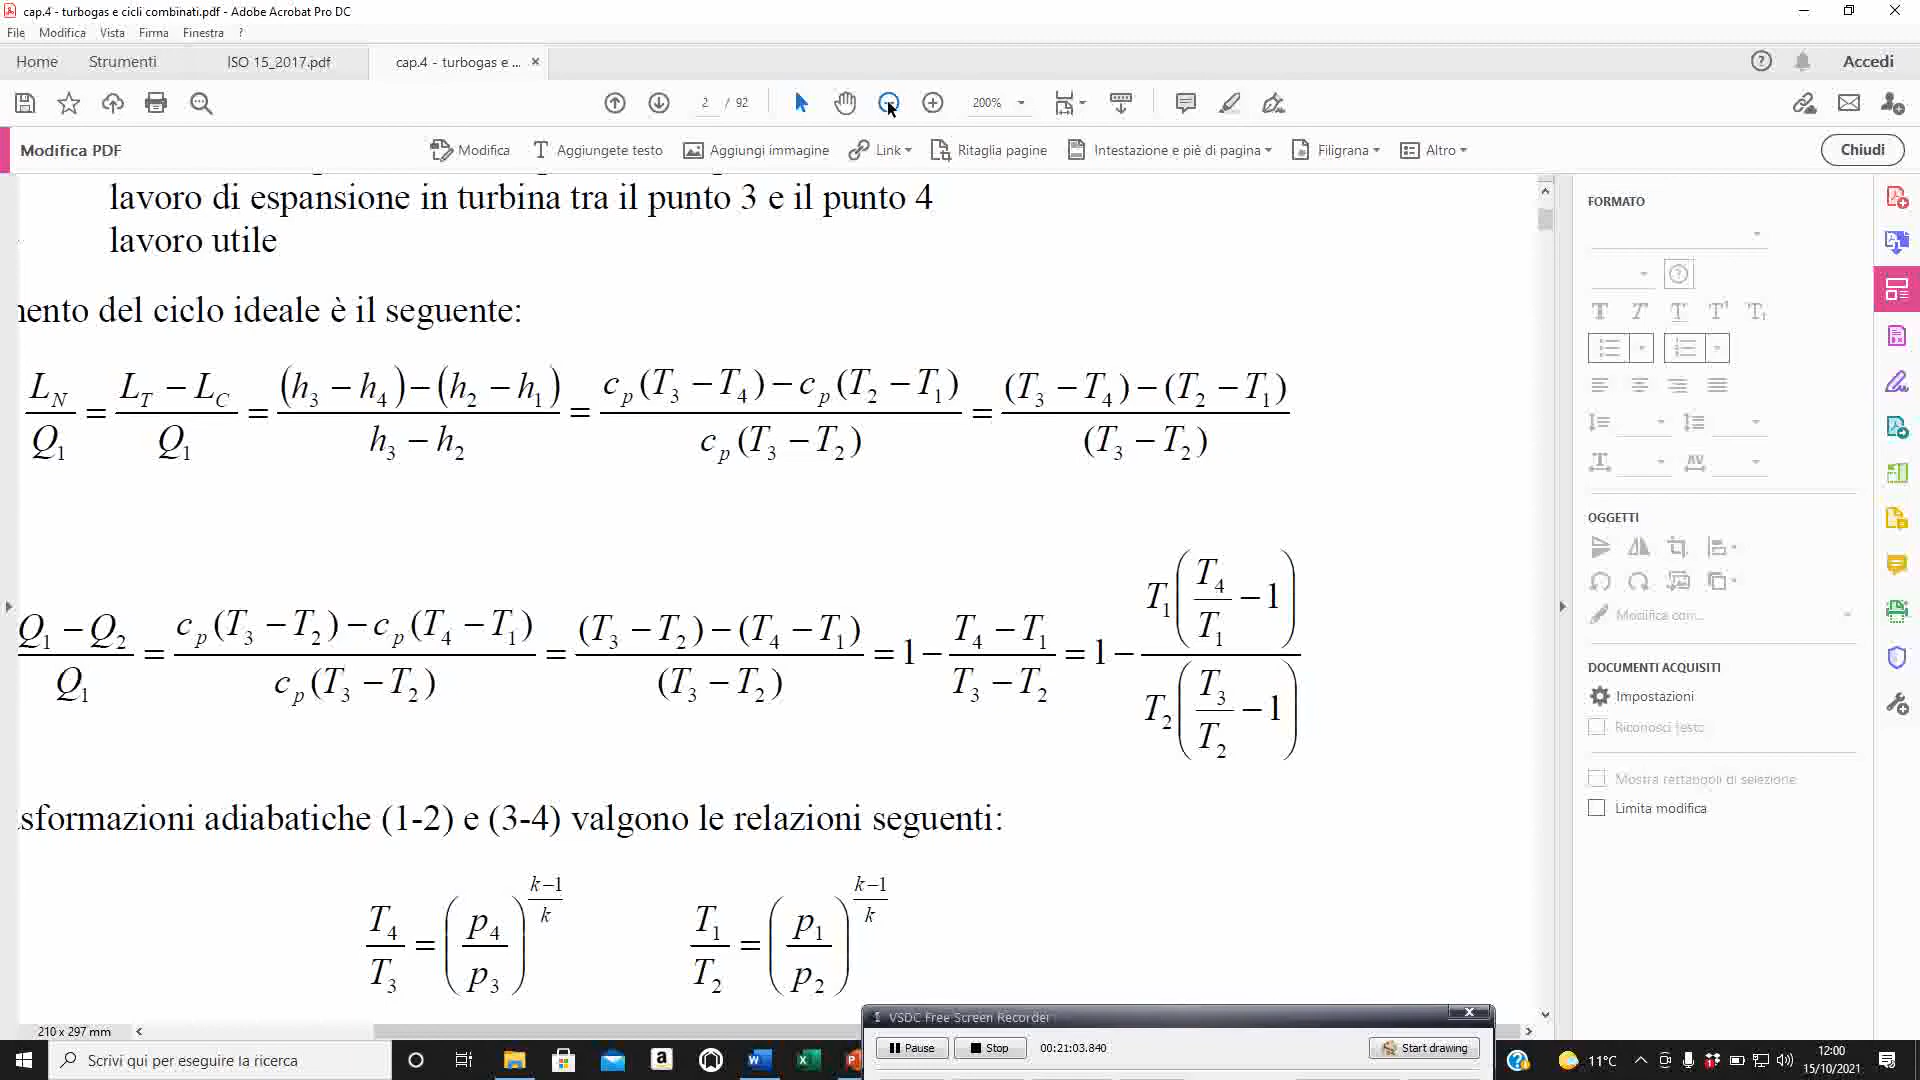 cap.4 - turbogas e cicli combinati.pdf - Adobe Acrobat Pro DC
File Modifica Vista Firma Finestra ?
Home Strumenti ISO 15_2017.pdf cap.4 - turbogas e ... × Accedi
2 / 92 200%
Modifica PDF Modifica Aggiungete testo Aggiungi immagine Link Ritaglia pagine Intestazione e piè di pagina Filigrana Altro Chiudi
lavoro di espansione in turbina tra il punto 3 e il punto 4
lavoro utile
mento del ciclo ideale è il seguente:
L_N / Q_1 = (L_T − L_C) / Q_1 = ((h_3 − h_4) − (h_2 − h_1)) / (h_3 − h_2) = (c_p (T_3 − T_4) − c_p (T_2 − T_1)) / (c_p (T_3 − T_2)) = ((T_3 − T_4) − (T_2 − T_1)) / (T_3 − T_2)
(Q_1 − Q_2) / Q_1 = (c_p (T_3 − T_2) − c_p (T_4 − T_1)) / (c_p (T_3 − T_2)) = ((T_3 − T_2) − (T_4 − T_1)) / (T_3 − T_2) = 1 − (T_4 − T_1) / (T_3 − T_2) = 1 − T_1 (T_4 / T_1 − 1) / T_2 (T_3 / T_2 − 1)
sformazioni adiabatiche (1-2) e (3-4) valgono le relazioni seguenti:
T_4 / T_3 = (p_4 / p_3)^((k−1)/k) T_1 / T_2 = (p_1 / p_2)^((k−1)/k)
210 x 297 mm
FORMATO
OGGETTI
Modifica con...
DOCUMENTI ACQUISITI
Impostazioni
Riconosci testo
Mostra rettangoli di selezione
Limita modifica
VSDC Free Screen Recorder
Pause Stop 00:21:03.840 Start drawing
Scrivi qui per eseguire la ricerca
11°C
12:00
15/10/2021